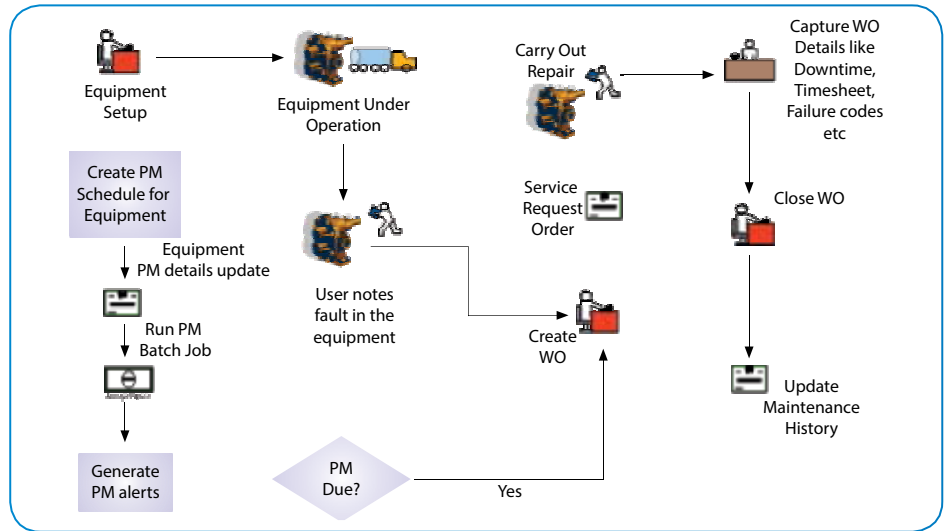 Equipment
Setup
Equipment Under
Operation
Carry Out
Repair
Capture WO
Details like
Downtime,
Timesheet,
Failure codes
etc
Create PM
Schedule for
Equipment
Equipment
PM details update
Run PM
Batch Job
Generate
PM alerts
User notes
fault in the
equipment
Service
Request
Order
Create
WO
PM
Due?
Yes
Close WO
Update
Maintenance
History